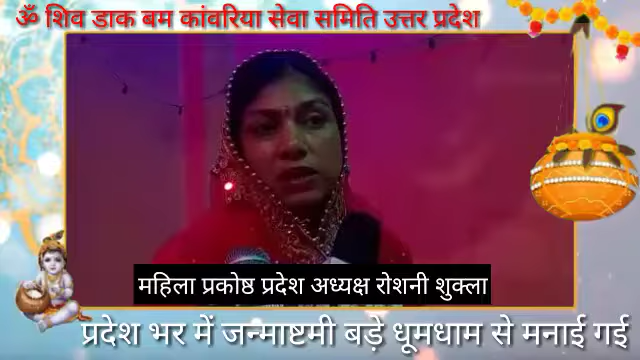 ॐ शिव डाक बम कांवरिया सेवा समिति उत्तर प्रदेश
महिला प्रकोष्ठ प्रदेश अध्यक्ष रोशनी शुक्ला
प्रदेश भर में जन्माष्टमी बड़े धूमधाम से मनाई गई